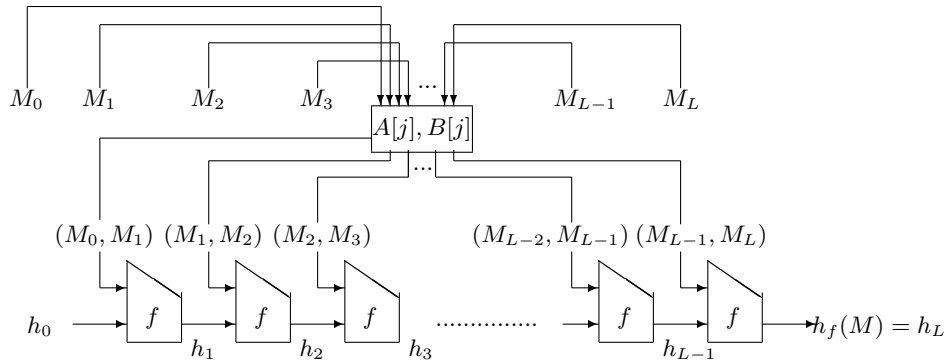 ...
M_0 M_1 M_2 M_3 M_{L-1} M_L
A[j], B[j]
...
(M_0, M_1) (M_1, M_2) (M_2, M_3) (M_{L-2}, M_{L-1}) (M_{L-1}, M_L)
h_0 f f f ............... f f h_f(M) = h_L
h_1 h_2 h_3 h_{L-1}